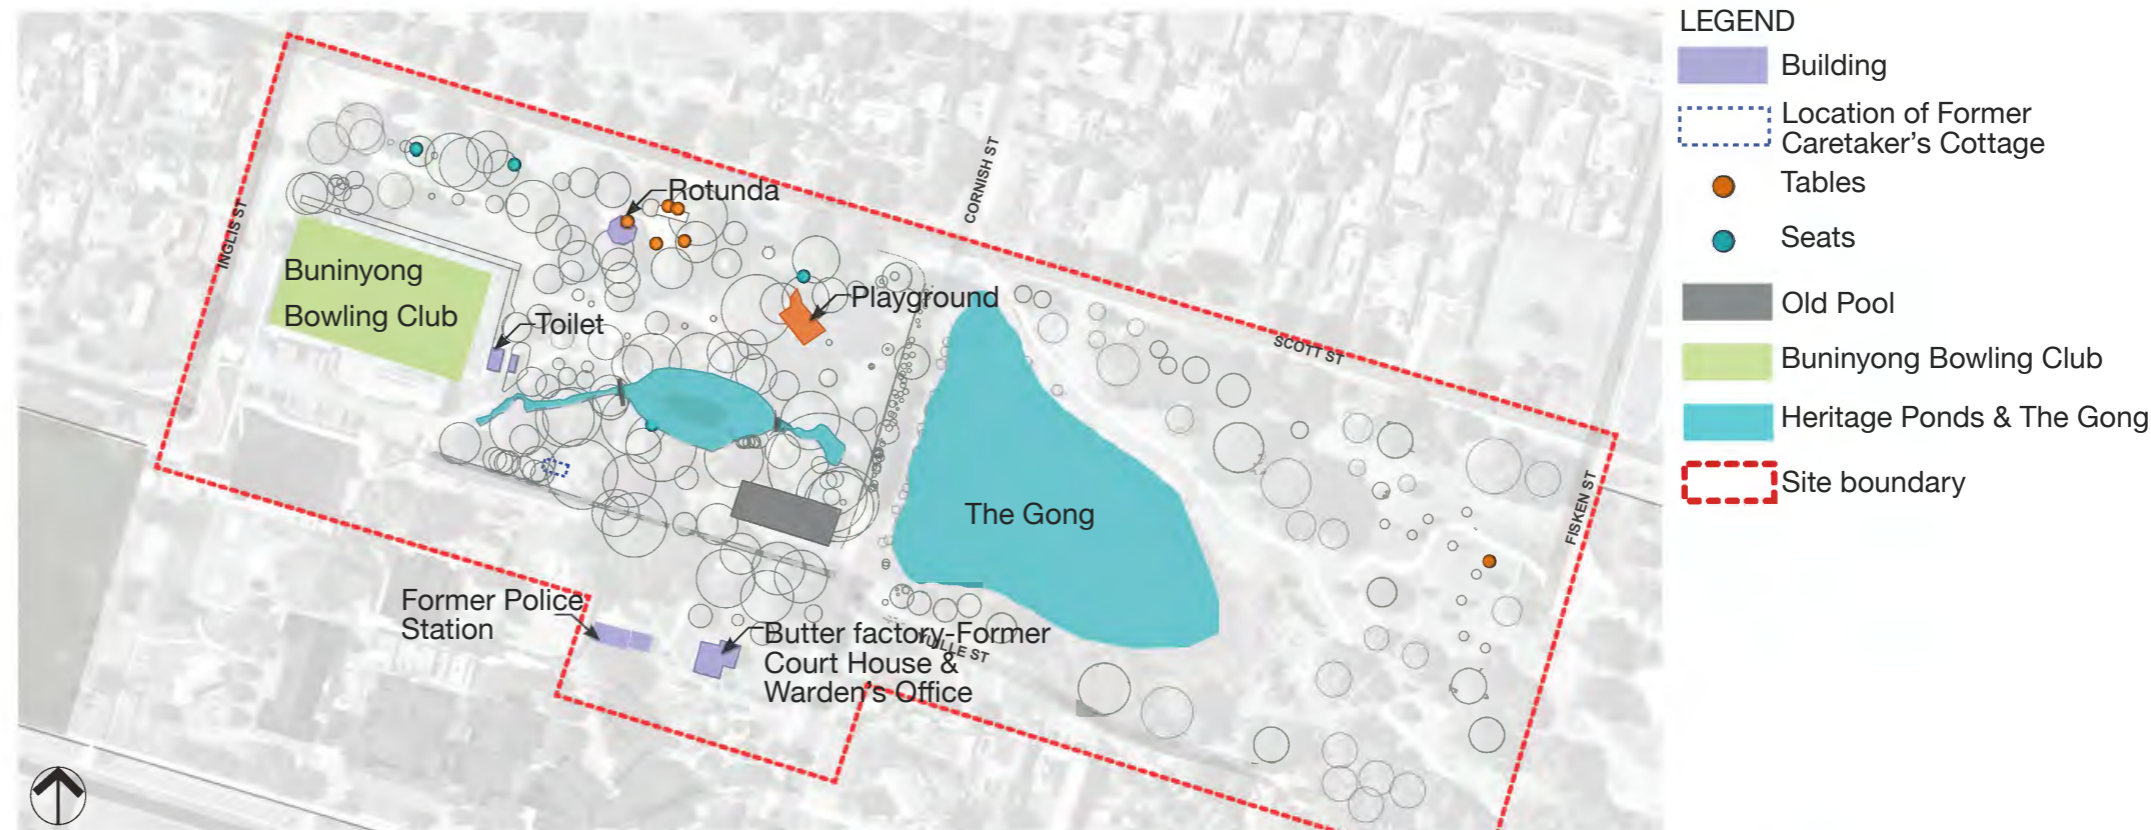 LEGEND
Building
Location of Former
Caretaker's Cottage
Tables
Seats
Old Pool
Buninyong Bowling Club
Heritage Ponds & The Gong
Site boundary
CORNISH ST
Rotunda
INGLIS ST
Buninyong
Bowling Club
Playground
Toilet
SCOTT ST
FISKEN ST
The Gong
Former Police
Station
Butter factory-Former
Court House &
Warden's Office
YUILLE ST